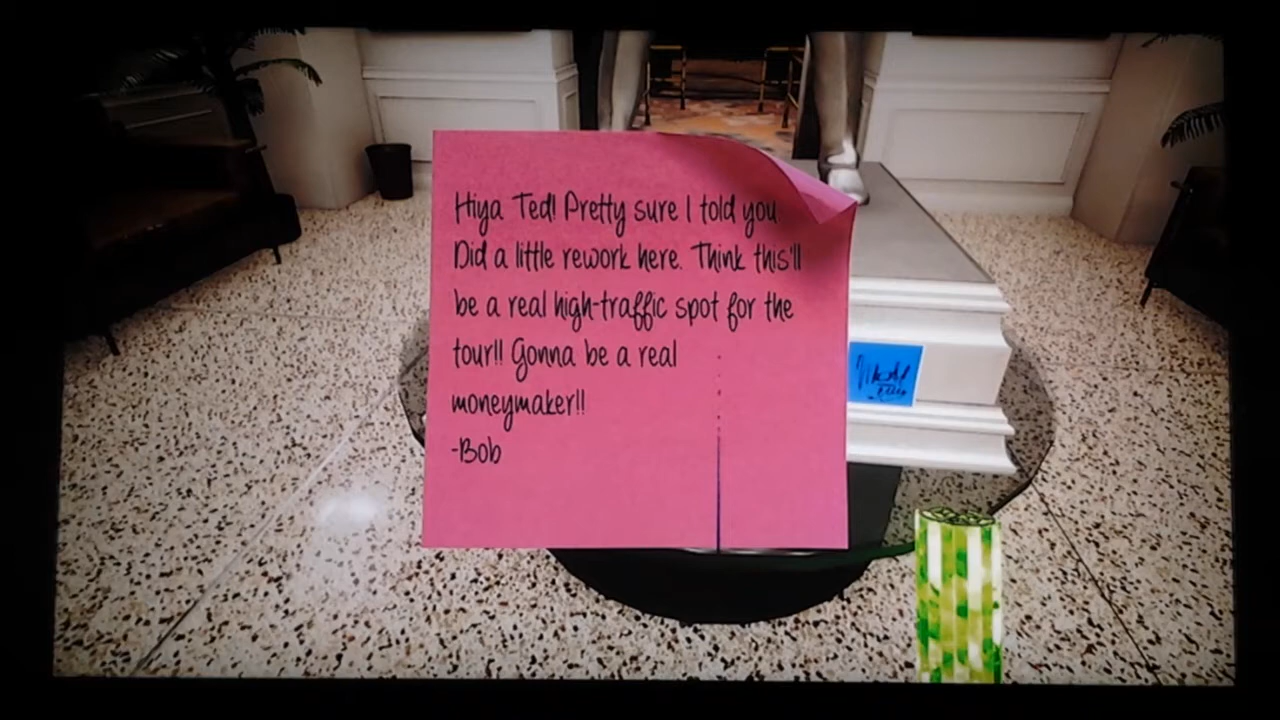 Hiya Ted! Pretty sure I told you.
Did a little rework here. Think this'll
be a real high-traffic spot for the
tour!! Gonna be a real
moneymaker!!
-Bob